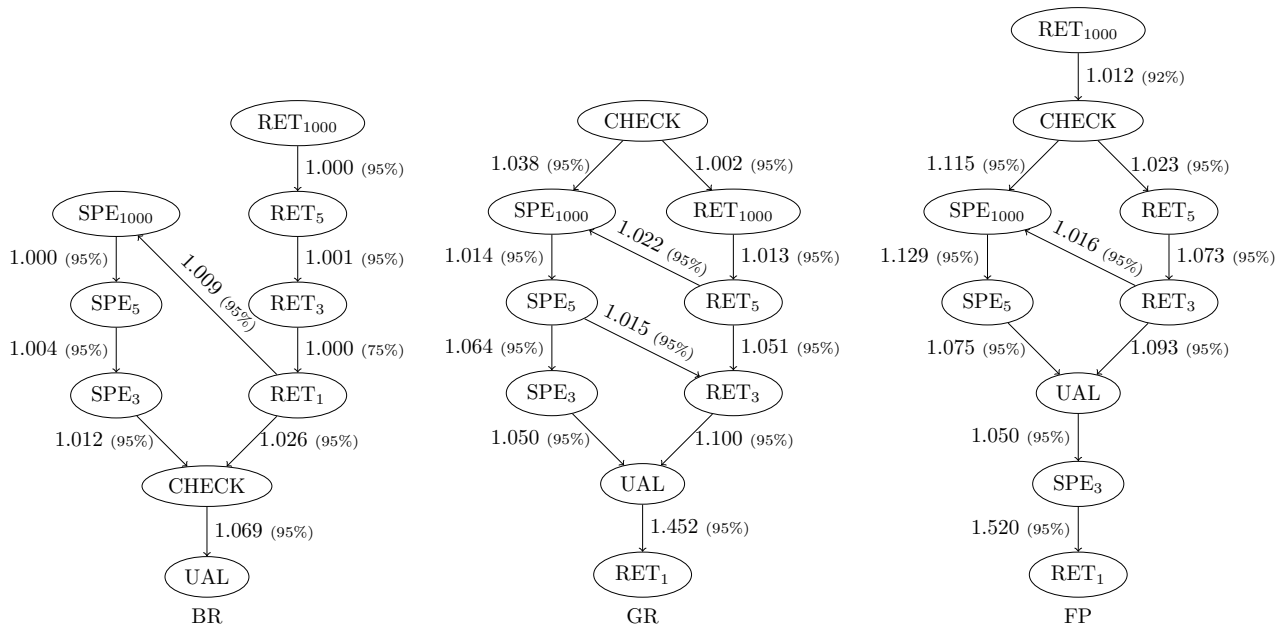 RET1000
1.000 (95%)
SPE1000
RET5
1.000 (95%)
1.009 (95%)
1.001 (95%)
SPE5
RET3
1.004 (95%)
1.000 (75%)
SPE3
RET1
1.012 (95%)
1.026 (95%)
CHECK
1.069 (95%)
UAL
BR
CHECK
1.038 (95%)
1.002 (95%)
SPE1000
RET1000
1.014 (95%)
1.022 (95%)
1.013 (95%)
SPE5
RET5
1.064 (95%)
1.015 (95%)
1.051 (95%)
SPE3
RET3
1.050 (95%)
1.100 (95%)
UAL
1.452 (95%)
RET1
GR
RET1000
1.012 (92%)
CHECK
1.115 (95%)
1.023 (95%)
SPE1000
RET5
1.129 (95%)
1.016 (95%)
1.073 (95%)
SPE5
RET3
1.075 (95%)
1.093 (95%)
UAL
1.050 (95%)
SPE3
1.520 (95%)
RET1
FP